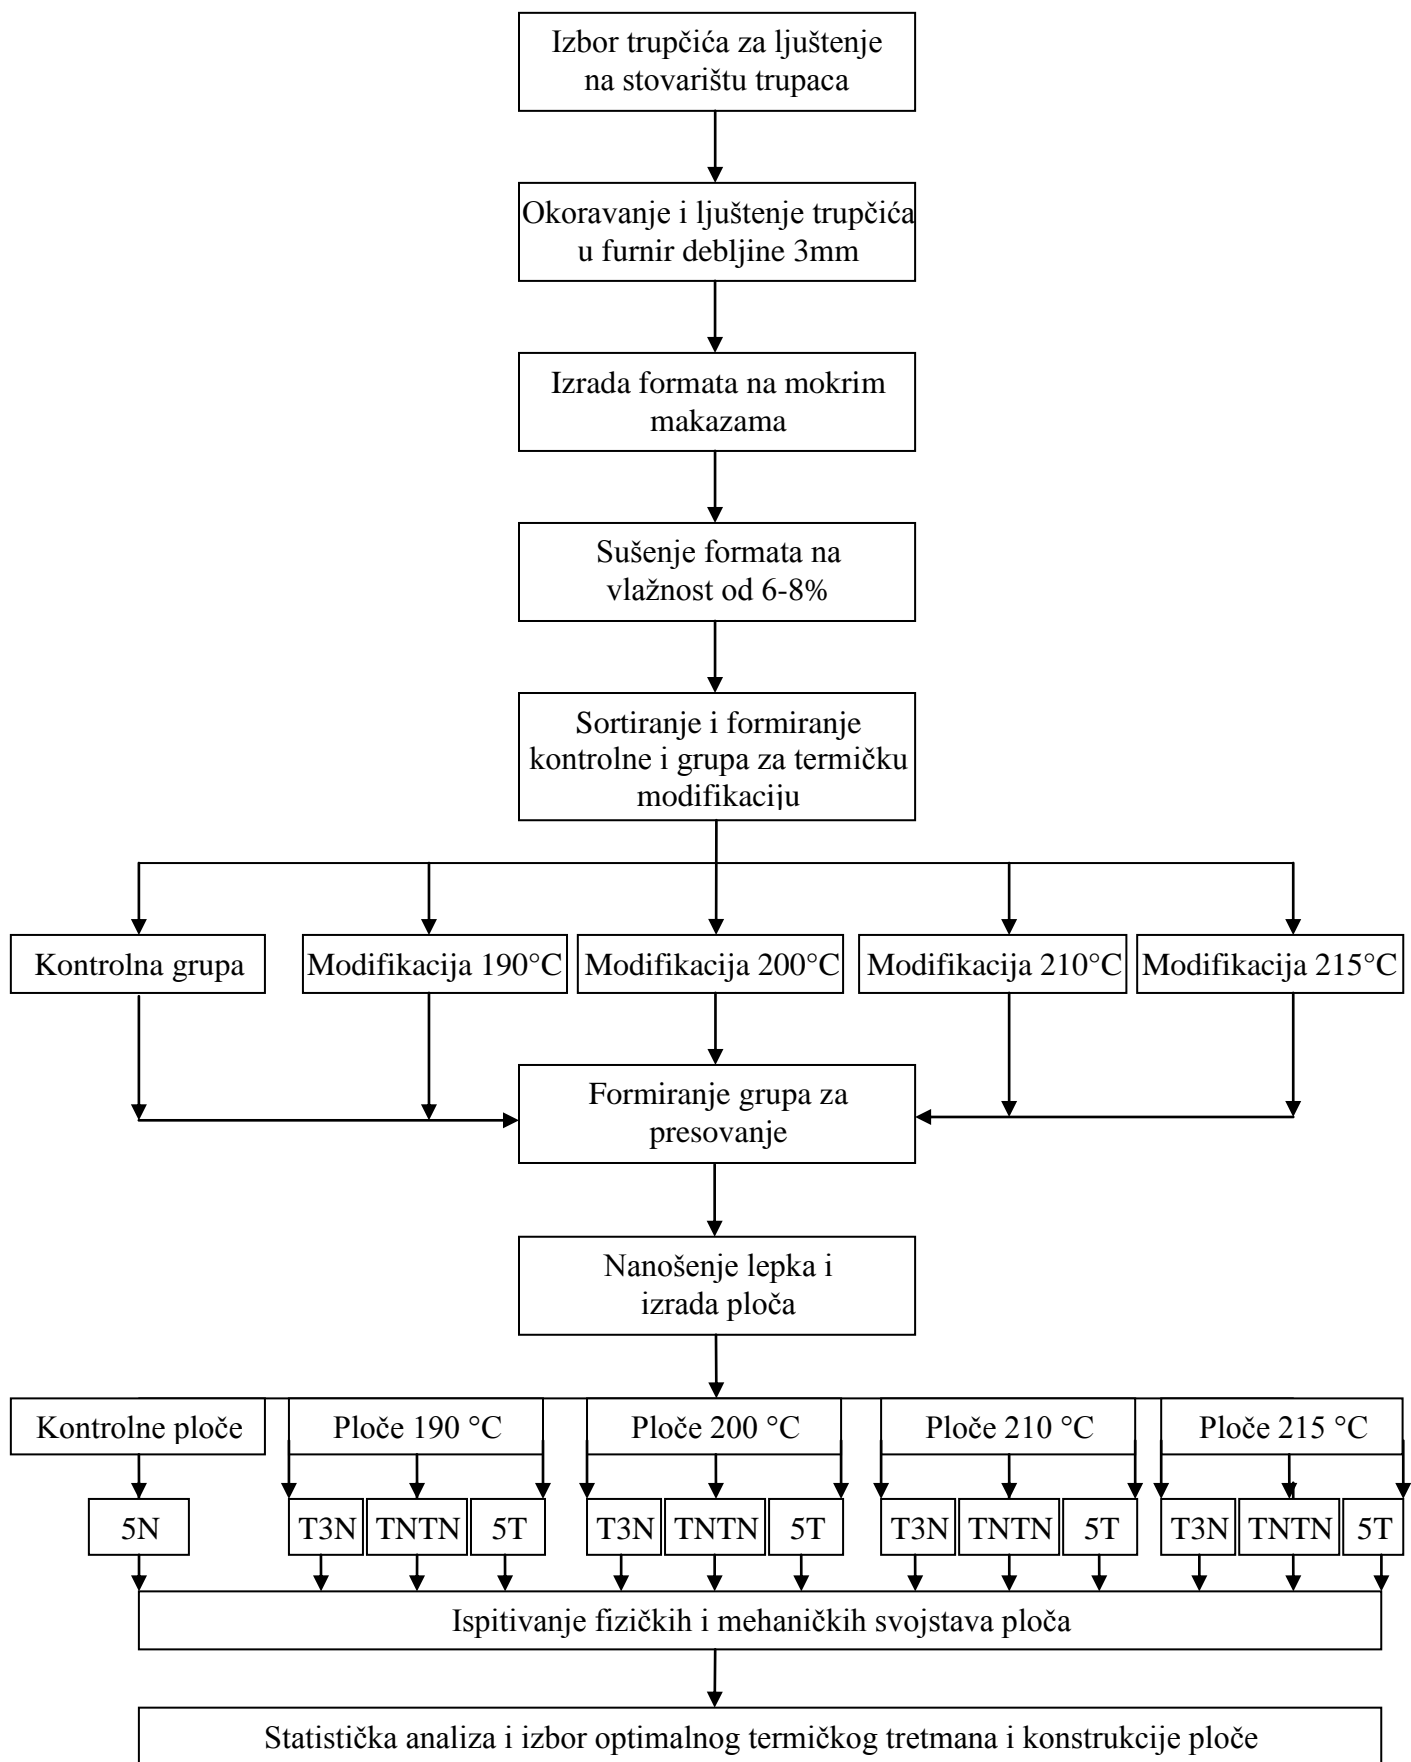 Izbor trupčića za ljuštenje
na stovarištu trupaca
Okoravanje i ljuštenje trupčića
u furnir debljine 3mm
Izrada formata na mokrim
makazama
Sušenje formata na
vlažnost od 6-8%
Sortiranje i formiranje
kontrolne i grupa za termičku
modifikaciju
Kontrolna grupa
Modifikacija 190°C
Modifikacija 200°C
Modifikacija 210°C
Modifikacija 215°C
Formiranje grupa za
presovanje
Nanošenje lepka i
izrada ploča
Kontrolne ploče
Ploče 190 °C
Ploče 200 °C
Ploče 210 °C
Ploče 215 °C
5N
T3N
TNTN
5T
T3N
TNTN
5T
T3N
TNTN
5T
T3N
TNTN
5T
Ispitivanje fizičkih i mehaničkih svojstava ploča
Statistička analiza i izbor optimalnog termičkog tretmana i konstrukcije ploče